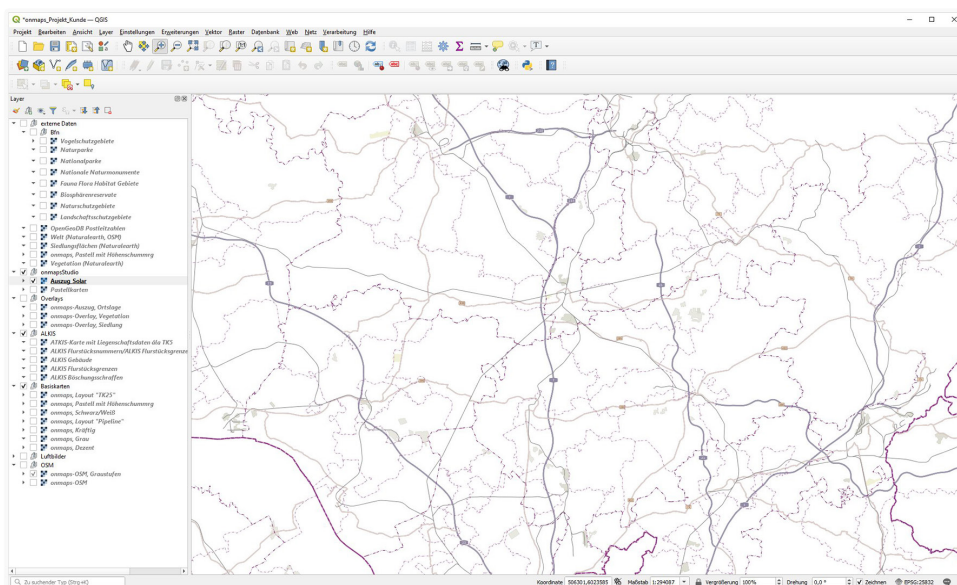 *onmaps_Projekt_Kunde — QGIS
Projekt Bearbeiten Ansicht Layer Einstellungen Erweiterungen Vektor Raster Datenbank Web Netz Verarbeitung Hilfe
Layer
externe Daten
Bfn
Vogelschutzgebiete
Naturparke
Nationalparke
Nationale Naturmonumente
Fauna Flora Habitat Gebiete
Biosphärenreservate
Naturschutzgebiete
Landschaftsschutzgebiete
OpenGeoDB Postleitzahlen
Welt (Naturalearth, OSM)
Siedlungsflächen (Naturalearth)
onmaps, Pastell mit Höhenschummrg
Vegetation (Naturalearth)
onmapsStudio
Auszug_Solar
Pastellkarten
Overlays
onmaps-Auszug, Ortslage
onmaps-Overlay, Vegetation
onmaps-Overlay, Siedlung
ALKIS
ATKIS-Karte mit Liegenschaftsdaten àla TK5
ALKIS Flurstücksnummern/ALKIS Flurstücksgrenze
ALKIS Gebäude
ALKIS Flurstücksgrenzen
ALKIS Böschungsschraffen
Basiskarten
onmaps, Layout "TK25"
onmaps, Pastell mit Höhenschummrg
onmaps, Schwarz/Weiß
onmaps, Layout "Pipeline"
onmaps, Kräftig
onmaps, Grau
onmaps, Dezent
Luftbilder
OSM
onmaps-OSM, Graustufen
onmaps-OSM
Zu suchender Typ (Strg+K) Koordinate 506301,6023585 Maßstab 1:294087 Vergrößerung 100% Drehung 0,0 ° Zeichnen EPSG:25832